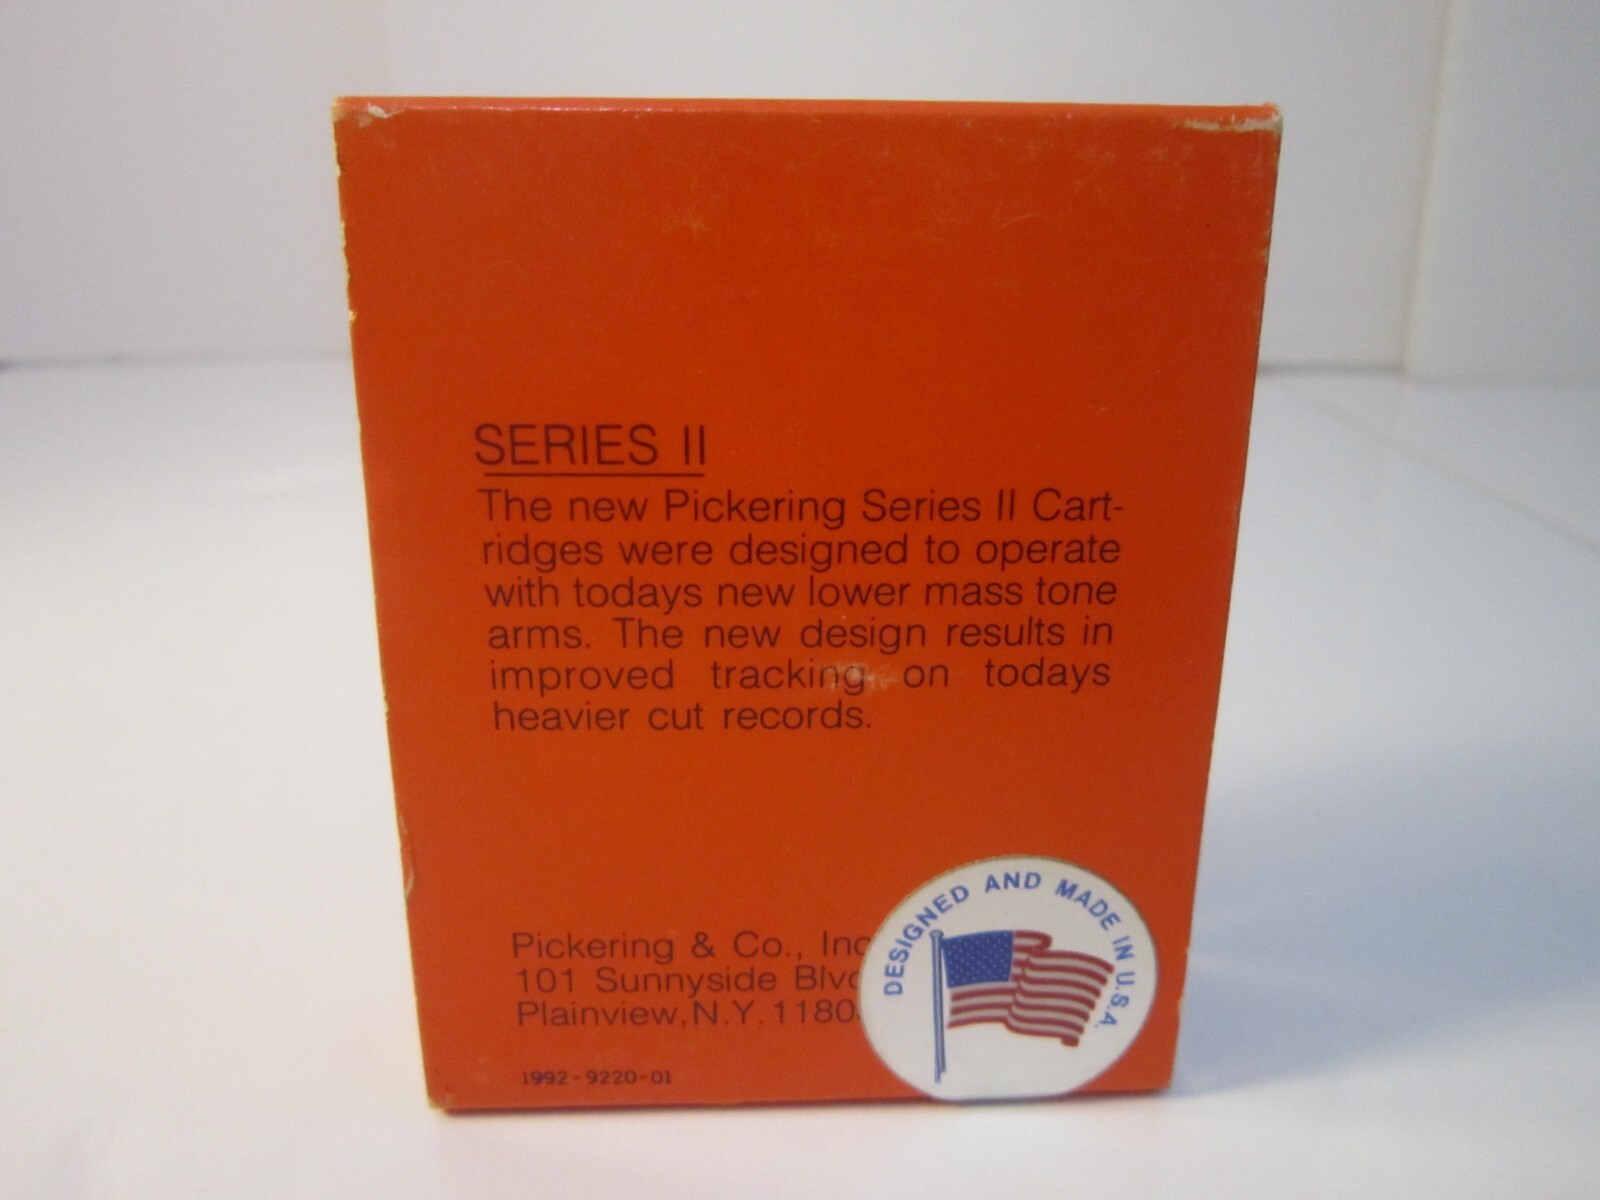 SERIES II
The new Pickering Series II Cart-
ridges were designed to operate
with todays new lower mass tone
arms. The new design results in
improved tracking on todays
heavier cut records.
Pickering & Co., Inc
101 Sunnyside Blv
Plainview, N.Y. 1180
1992-9220-01
DESIGNED AND MADE IN U.S.A.